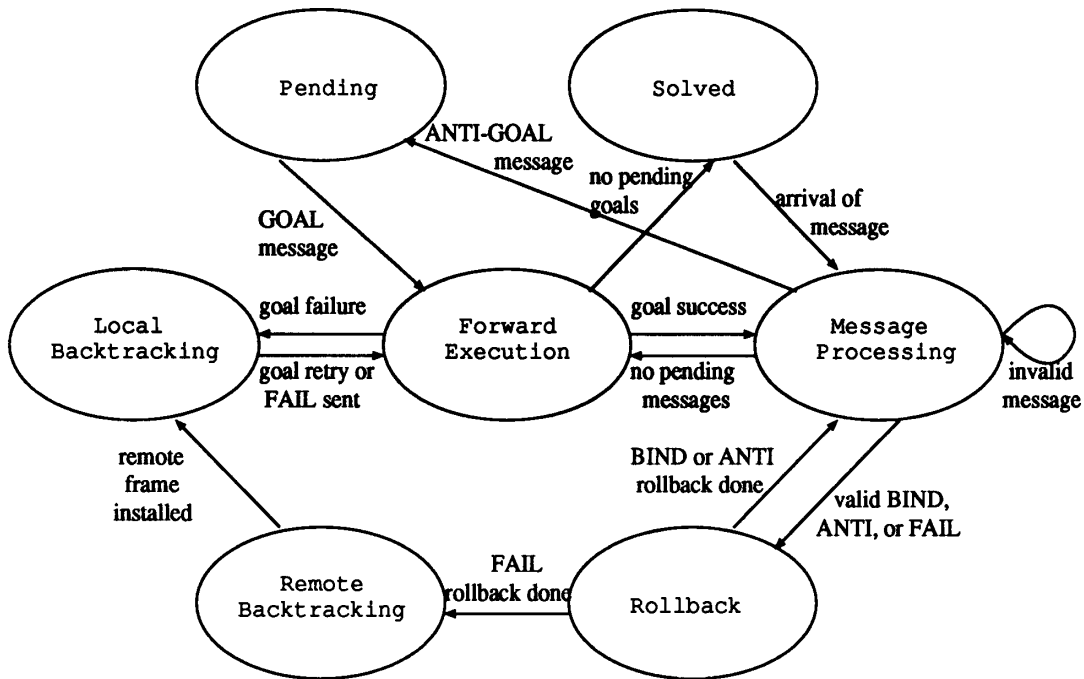 Pending
Solved
ANTI-GOAL
message
no pending
goals
arrival of
message
GOAL
message
goal failure
Local
Backtracking
goal retry or
FAIL sent
Forward
Execution
goal success
no pending
messages
Message
Processing
invalid
message
remote
frame
installed
BIND or ANTI
rollback done
valid BIND,
ANTI, or FAIL
Remote
Backtracking
FAIL
rollback done
Rollback